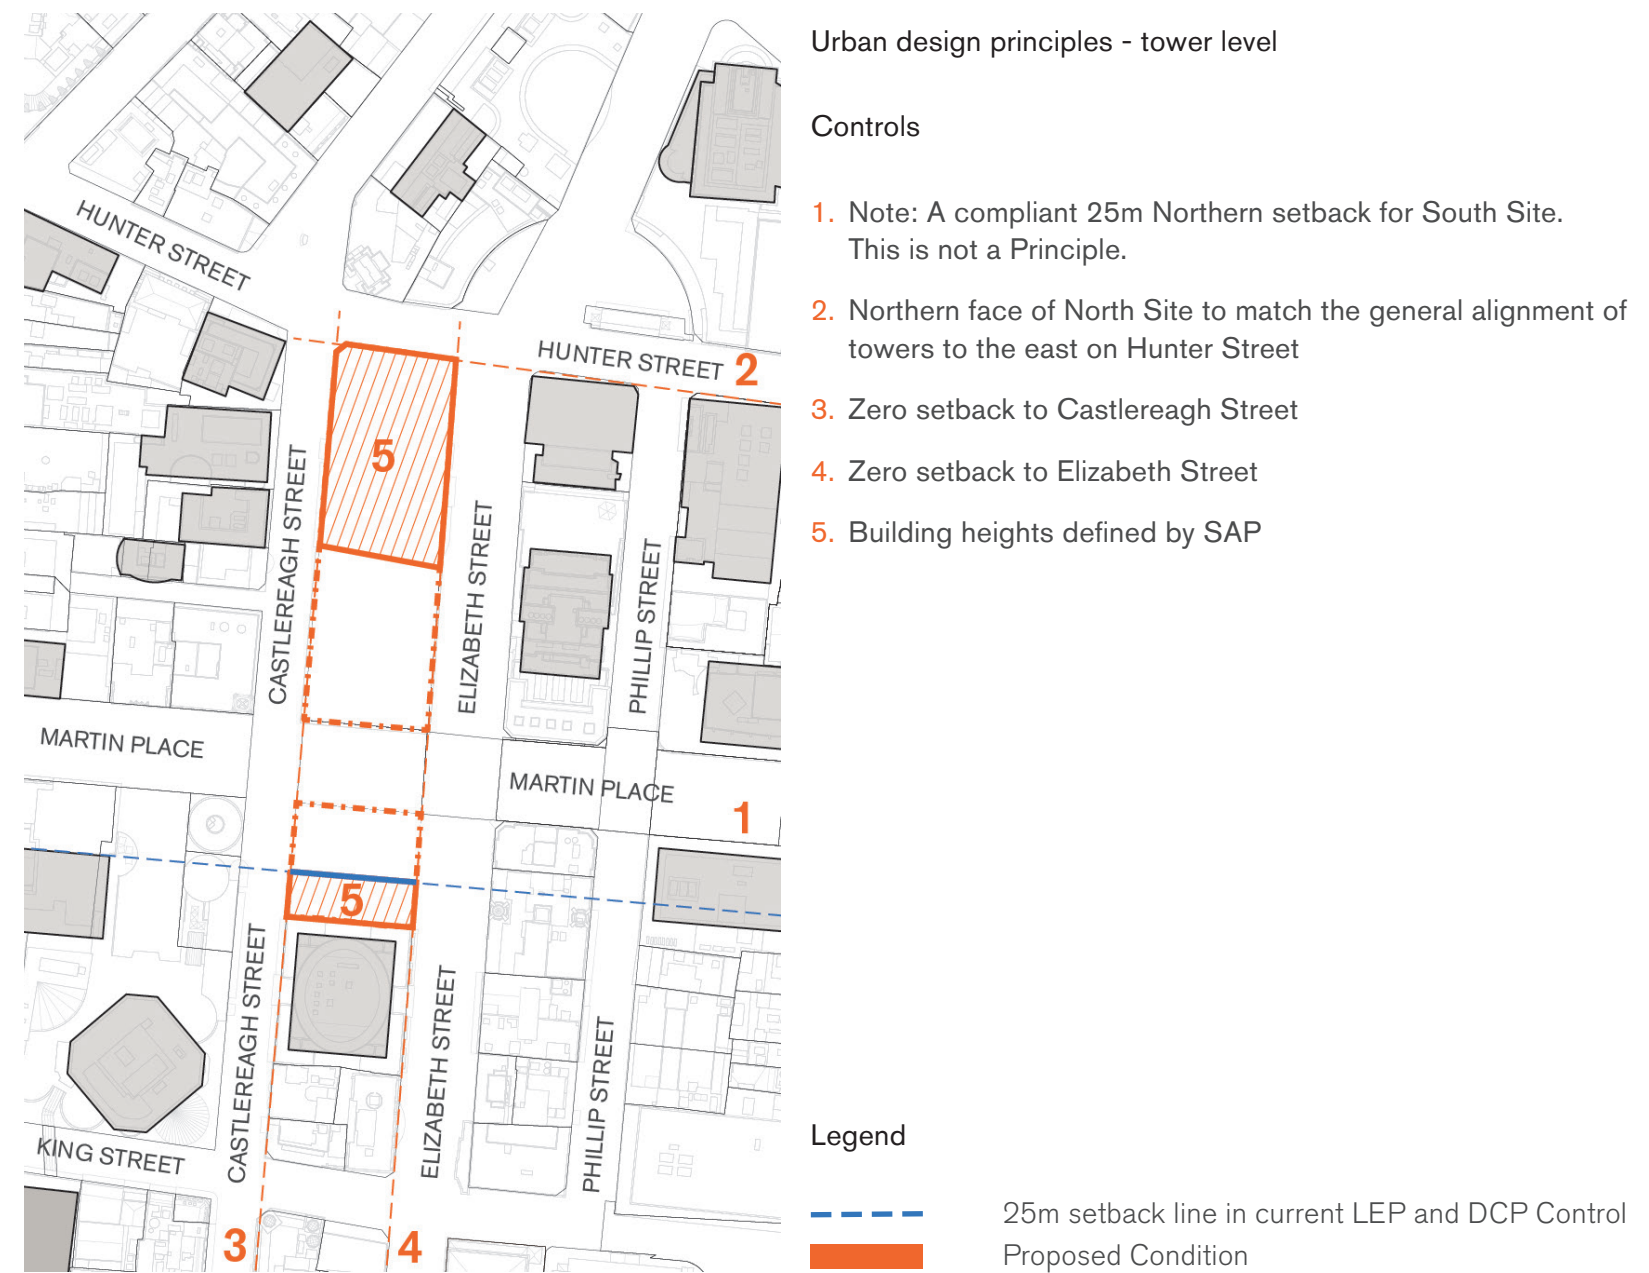 Urban design principles - tower level
Controls
1. Note: A compliant 25m Northern setback for South Site.
This is not a Principle.
2. Northern face of North Site to match the general alignment of
towers to the east on Hunter Street
3. Zero setback to Castlereagh Street
4. Zero setback to Elizabeth Street
5. Building heights defined by SAP
HUNTER STREET
HUNTER STREET
2
5
CASTLEREAGH STREET
ELIZABETH STREET
PHILLIP STREET
MARTIN PLACE
MARTIN PLACE
1
5
CASTLEREAGH STREET
ELIZABETH STREET
PHILLIP STREET
KING STREET
3
4
Legend
25m setback line in current LEP and DCP Control
Proposed Condition